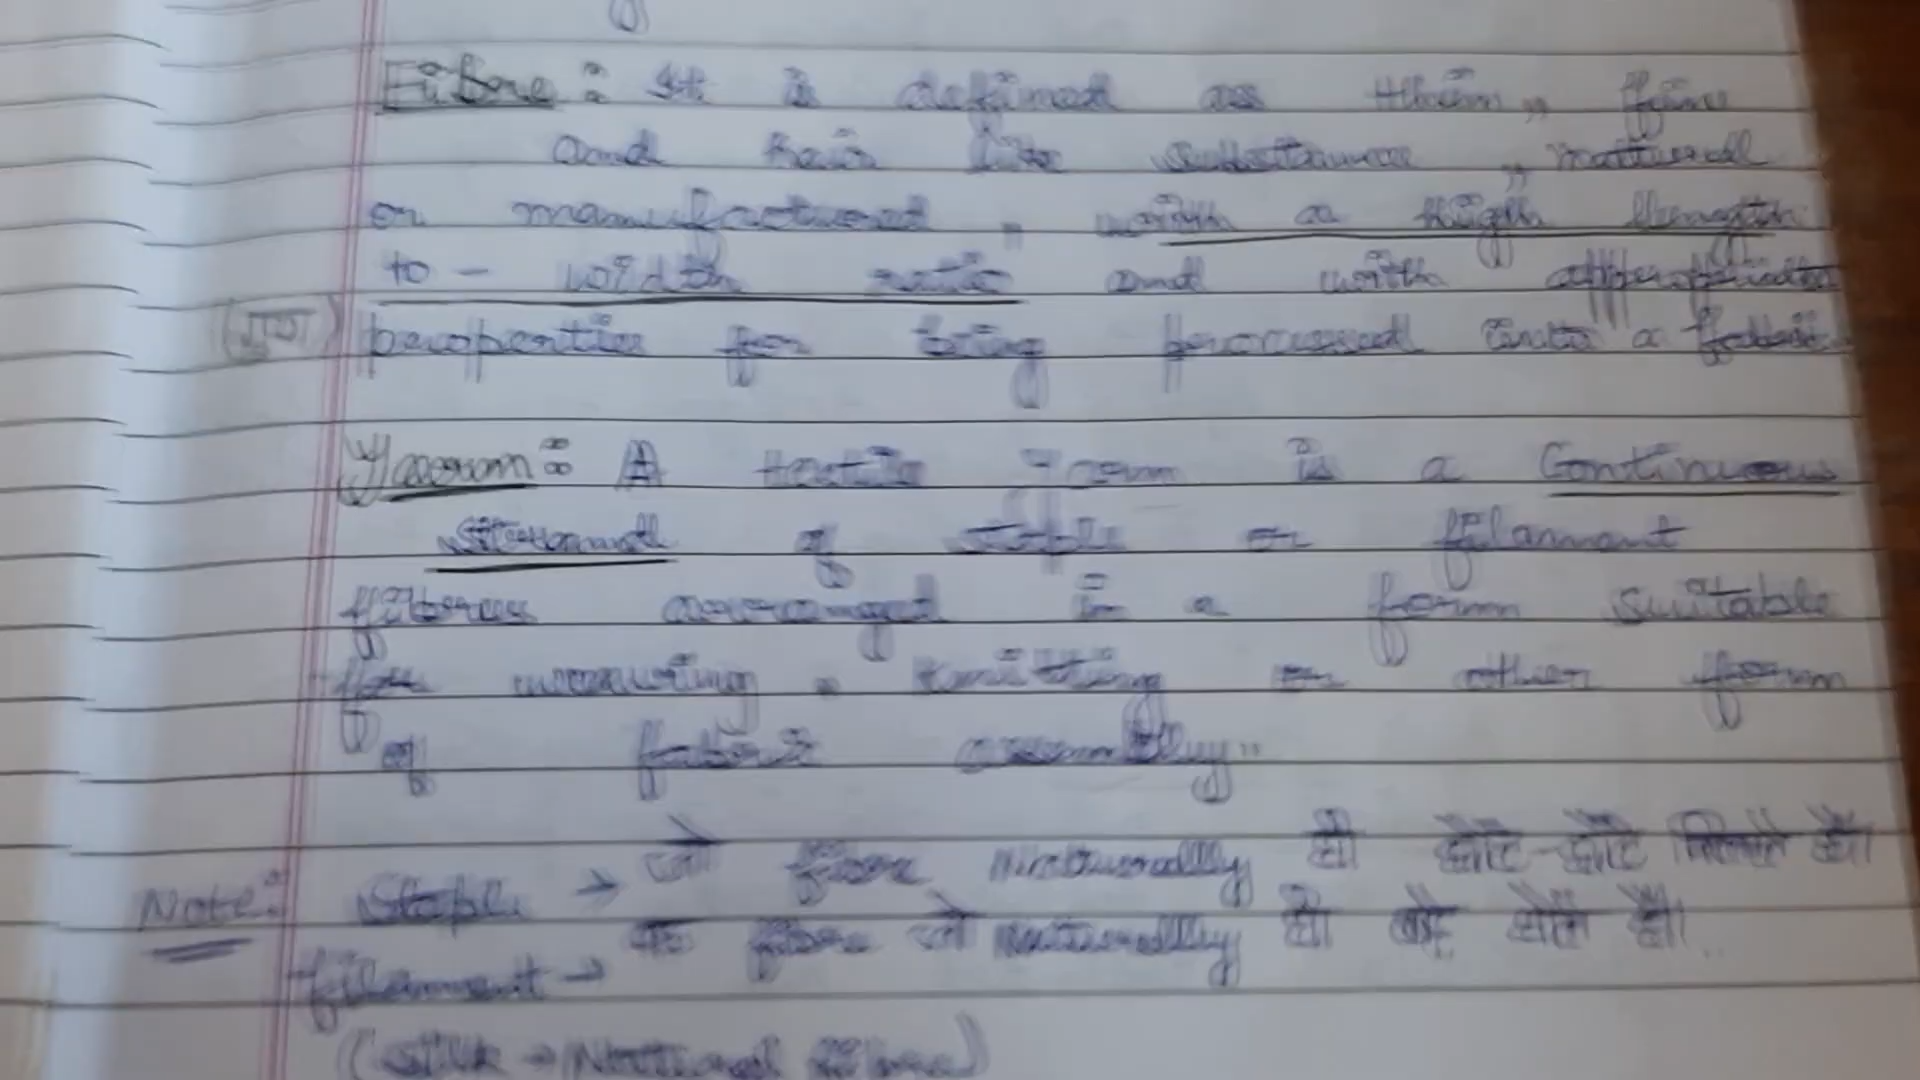 Fibre : It is defined as thin, fine
and hair like substance, natural
or manufactured, with a high length
to - width ratio and with appropriate
(गुण) properties for being processed into a fabric
Yarn : A textile yarn is a Continuous
Strand of staple or filament
fibres arranged in a form suitable
for weaving, knitting or other form
of fabric assembly.
Note: Staple → जो fibre naturally ही छोटे-छोटे मिलते हैं।
filament → वह fibre जो naturally ही बड़े होते हैं।
(Silk → Natural fibre)